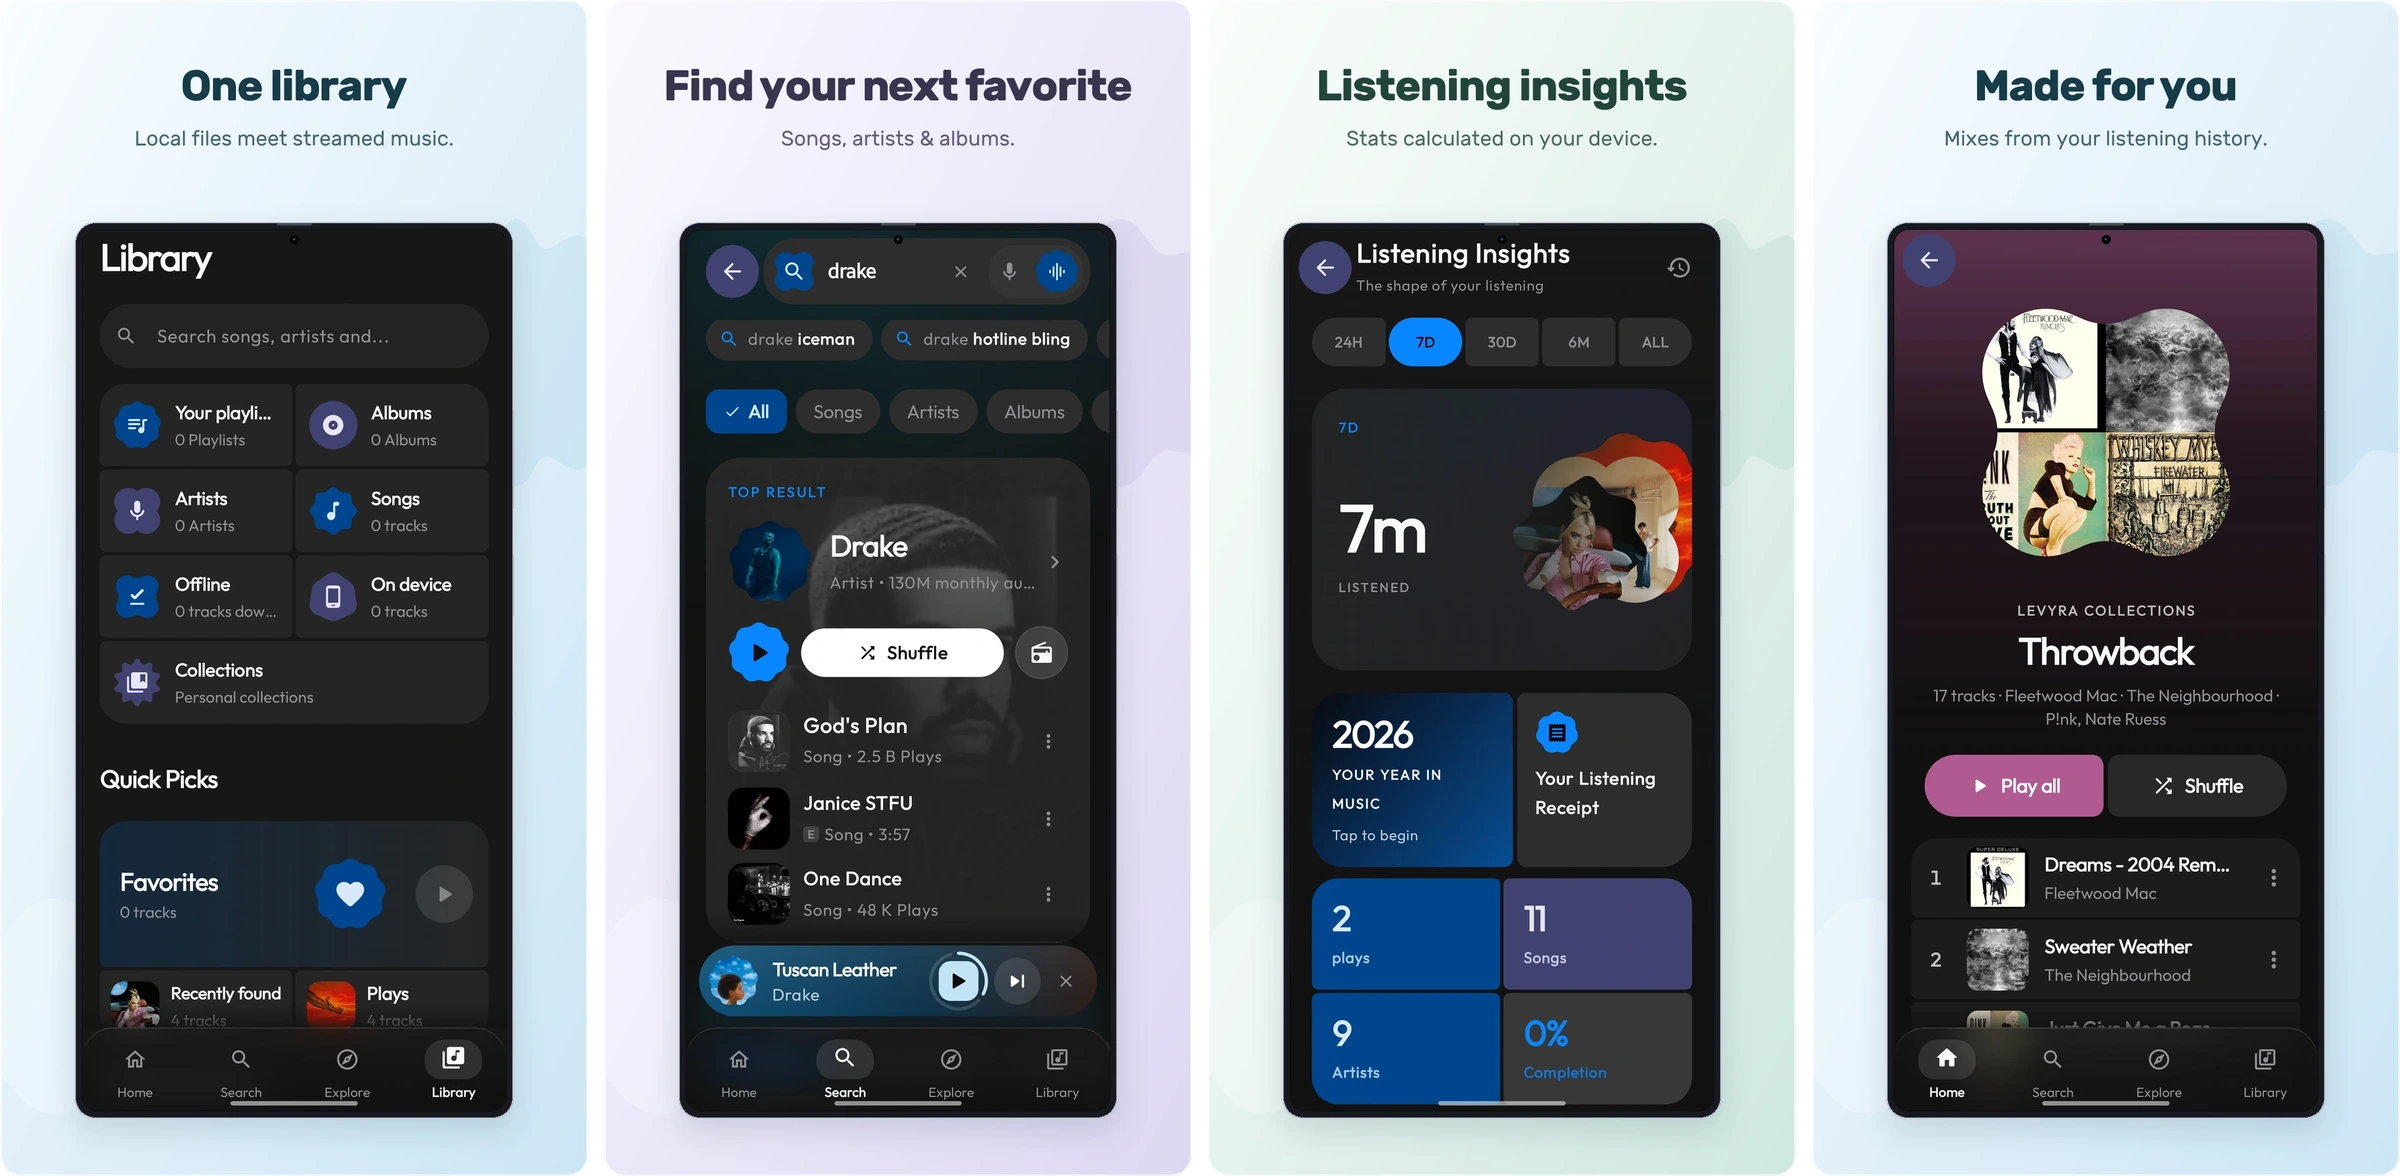 One library
Local files meet streamed music.
Library
Search songs, artists and...
Your playli...
0 Playlists
Albums
0 Albums
Artists
0 Artists
Songs
0 tracks
Offline
0 tracks dow...
On device
0 tracks
Collections
Personal collections
Quick Picks
Favorites
0 tracks
Recently found
4 tracks
Plays
4 tracks
Home
Search
Explore
Library
Find your next favorite
Songs, artists & albums.
drake
drake iceman
drake hotline bling
All
Songs
Artists
Albums
TOP RESULT
Drake
Artist • 130M monthly au...
Shuffle
God's Plan
Song • 2.5 B Plays
Janice STFU
E Song • 3:57
One Dance
Song • 48 K Plays
Tuscan Leather
Drake
Home
Search
Explore
Library
Listening insights
Stats calculated on your device.
Listening Insights
The shape of your listening
24H
7D
30D
6M
ALL
7D
7m
LISTENED
2026
YOUR YEAR IN
MUSIC
Tap to begin
Your Listening
Receipt
2
plays
11
Songs
9
Artists
0%
Completion
Made for you
Mixes from your listening history.
FLEETWOOD MAC
RUMOURS
WHISKEY MYE
FIREWATER
LEVYRA COLLECTIONS
Throwback
17 tracks · Fleetwood Mac · The Neighbourhood ·
P!nk, Nate Ruess
Play all
Shuffle
1
SUPER DELUXE
Dreams - 2004 Rem...
Fleetwood Mac
2
Sweater Weather
The Neighbourhood
Home
Search
Explore
Library